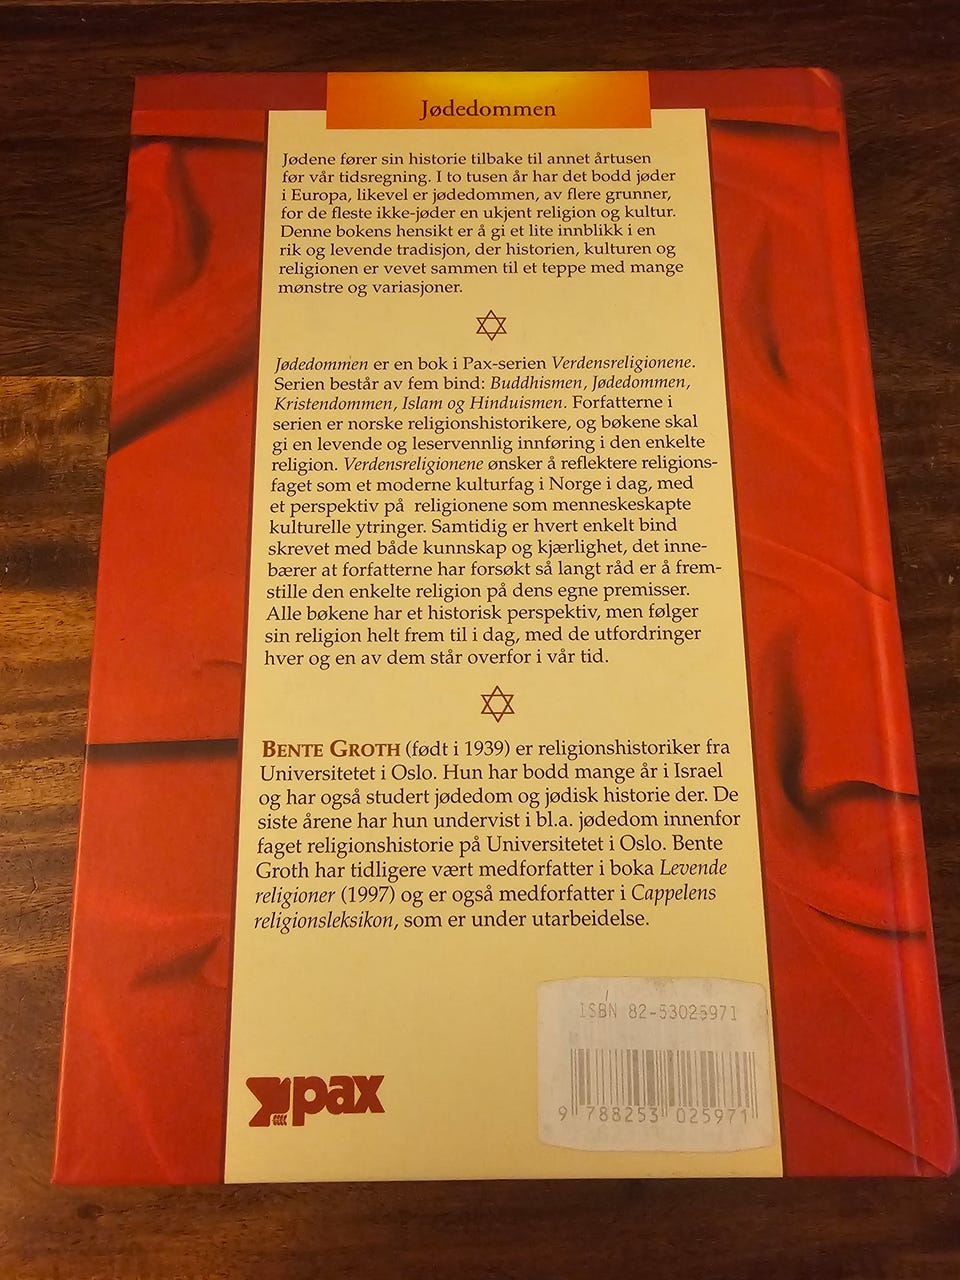 Jødedommen
Jødene fører sin historie tilbake til annet årtusen
før vår tidsregning. I to tusen år har det bodd jøder
i Europa, likevel er jødedommen, av flere grunner,
for de fleste ikke-jøder en ukjent religion og kultur.
Denne bokens hensikt er å gi et lite innblikk i en
rik og levende tradisjon, der historien, kulturen og
religionen er vevet sammen til et teppe med mange
mønstre og variasjoner.
Jødedommen er en bok i Pax-serien Verdensreligionene.
Serien består av fem bind: Buddhismen, Jødedommen,
Kristendommen, Islam og Hinduismen. Forfatterne i
serien er norske religionshistorikere, og bøkene skal
gi en levende og leservennlig innføring i den enkelte
religion. Verdensreligionene ønsker å reflektere religions-
faget som et moderne kulturfag i Norge i dag, med
et perspektiv på religionene som menneskeskapte
kulturelle ytringer. Samtidig er hvert enkelt bind
skrevet med både kunnskap og kjærlighet, det inne-
bærer at forfatterne har forsøkt så langt råd er å frem-
stille den enkelte religion på dens egne premisser.
Alle bøkene har et historisk perspektiv, men følger
sin religion helt frem til i dag, med de utfordringer
hver og en av dem står overfor i vår tid.
BENTE GROTH (født i 1939) er religionshistoriker fra
Universitetet i Oslo. Hun har bodd mange år i Israel
og har også studert jødedom og jødisk historie der. De
siste årene har hun undervist i bl.a. jødedom innenfor
faget religionshistorie på Universitetet i Oslo. Bente
Groth har tidligere vært medforfatter i boka Levende
religioner (1997) og er også medforfatter i Cappelens
religionsleksikon, som er under utarbeidelse.
ISBN 82-53025971
pax
9 788253 025971